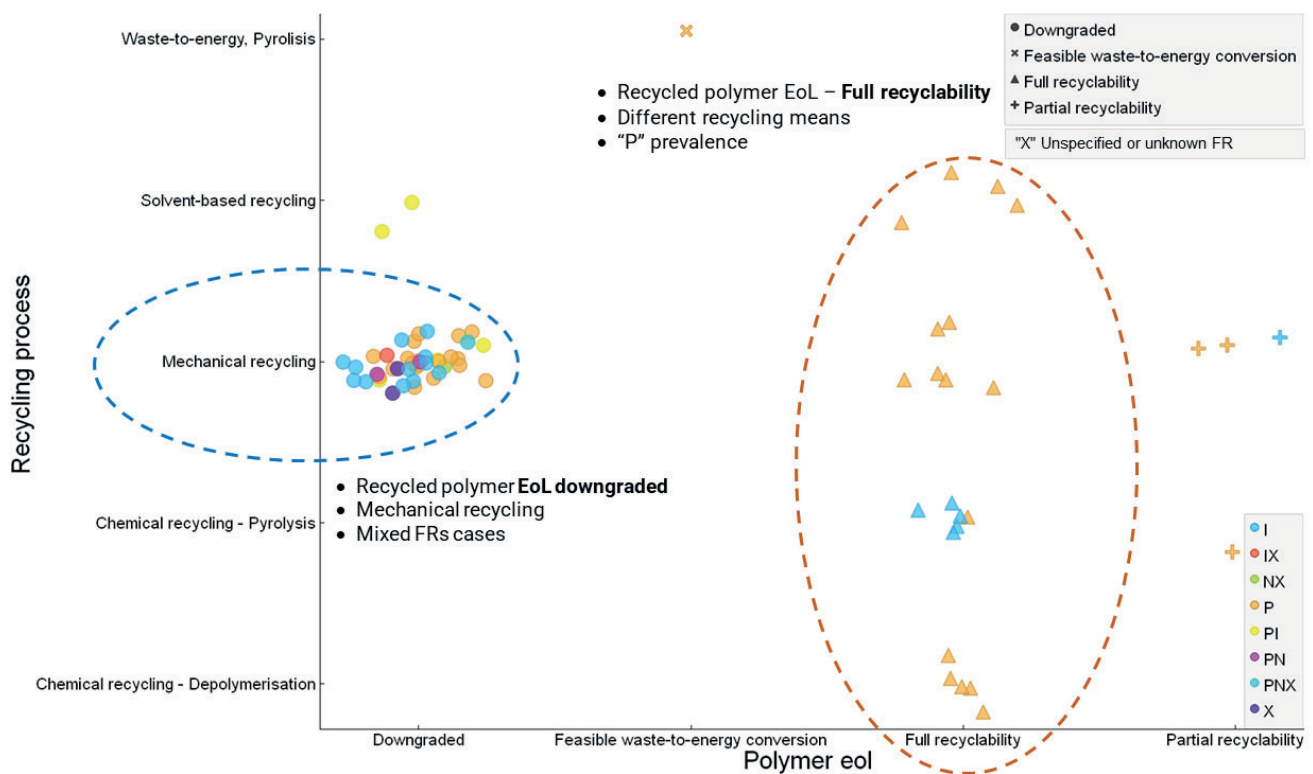 Waste-to-energy, Pyrolisis
Solvent-based recycling
Mechanical recycling
Chemical recycling - Pyrolysis
Chemical recycling - Depolymerisation
Recycling process
• Recycled polymer EoL – Full recyclability
• Different recycling means
• “P” prevalence
Downgraded
Feasible waste-to-energy conversion
Full recyclability
Partial recyclability
"X" Unspecified or unknown FR
• Recycled polymer EoL downgraded
• Mechanical recycling
• Mixed FRs cases
I
IX
NX
P
PI
PN
PNX
X
Downgraded
Feasible waste-to-energy conversion
Full recyclability
Partial recyclability
Polymer eol